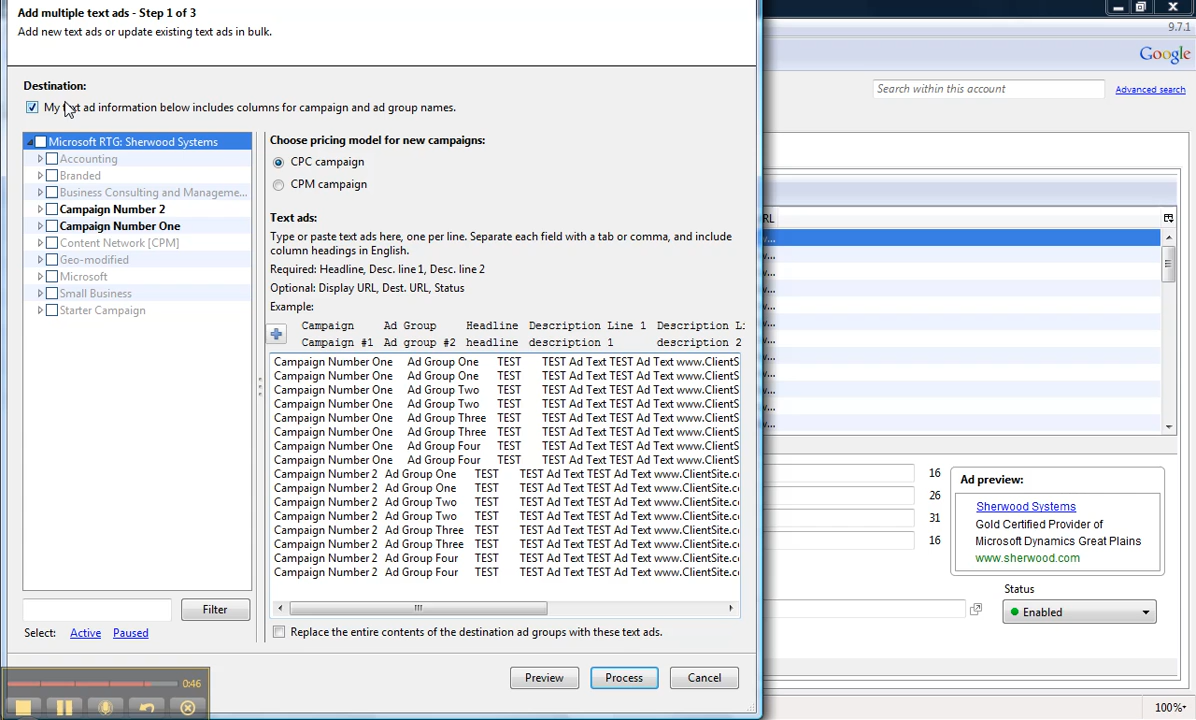 Add multiple text ads - Step 1 of 3
Add new text ads or update existing text ads in bulk.
9.7.1
Google
Search within this account
Advanced search
Destination:
My text ad information below includes columns for campaign and ad group names.
Microsoft RTG: Sherwood Systems
Accounting
Branded
Business Consulting and Manageme...
Campaign Number 2
Campaign Number One
Content Network [CPM]
Geo-modified
Microsoft
Small Business
Starter Campaign
Filter
Select: Active Paused
Choose pricing model for new campaigns:
CPC campaign
CPM campaign
Text ads:
Type or paste text ads here, one per line. Separate each field with a tab or comma, and include
column headings in English.
Required: Headline, Desc. line 1, Desc. line 2
Optional: Display URL, Dest. URL, Status
Example:
Campaign Ad Group Headline Description Line 1 Description Li
Campaign #1 Ad group #2 headline description 1 description 2
Campaign Number One Ad Group One TEST TEST Ad Text TEST Ad Text www.ClientS
Campaign Number One Ad Group One TEST TEST Ad Text TEST Ad Text www.ClientS
Campaign Number One Ad Group Two TEST TEST Ad Text TEST Ad Text www.ClientS
Campaign Number One Ad Group Two TEST TEST Ad Text TEST Ad Text www.ClientS
Campaign Number One Ad Group Three TEST TEST Ad Text TEST Ad Text www.ClientS
Campaign Number One Ad Group Three TEST TEST Ad Text TEST Ad Text www.ClientS
Campaign Number One Ad Group Four TEST TEST Ad Text TEST Ad Text www.ClientS
Campaign Number One Ad Group Four TEST TEST Ad Text TEST Ad Text www.ClientS
Campaign Number 2 Ad Group One TEST TEST Ad Text TEST Ad Text www.ClientSite.co
Campaign Number 2 Ad Group One TEST TEST Ad Text TEST Ad Text www.ClientSite.co
Campaign Number 2 Ad Group Two TEST TEST Ad Text TEST Ad Text www.ClientSite.co
Campaign Number 2 Ad Group Two TEST TEST Ad Text TEST Ad Text www.ClientSite.co
Campaign Number 2 Ad Group Three TEST TEST Ad Text TEST Ad Text www.ClientSite.co
Campaign Number 2 Ad Group Three TEST TEST Ad Text TEST Ad Text www.ClientSite.co
Campaign Number 2 Ad Group Four TEST TEST Ad Text TEST Ad Text www.ClientSite.co
Campaign Number 2 Ad Group Four TEST TEST Ad Text TEST Ad Text www.ClientSite.co
Replace the entire contents of the destination ad groups with these text ads.
Preview
Process
Cancel
RL
16
26
31
16
Ad preview:
Sherwood Systems
Gold Certified Provider of
Microsoft Dynamics Great Plains
www.sherwood.com
Status
Enabled
0:46
100%